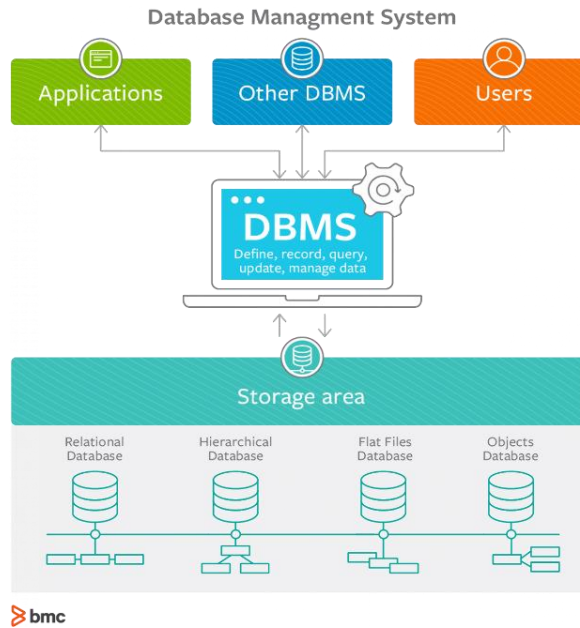 Database Managment System
Applications
Other DBMS
Users
DBMS
Define, record, query,
update, manage data
Storage area
Relational
Database
Hierarchical
Database
Flat Files
Database
Objects
Database
bmc